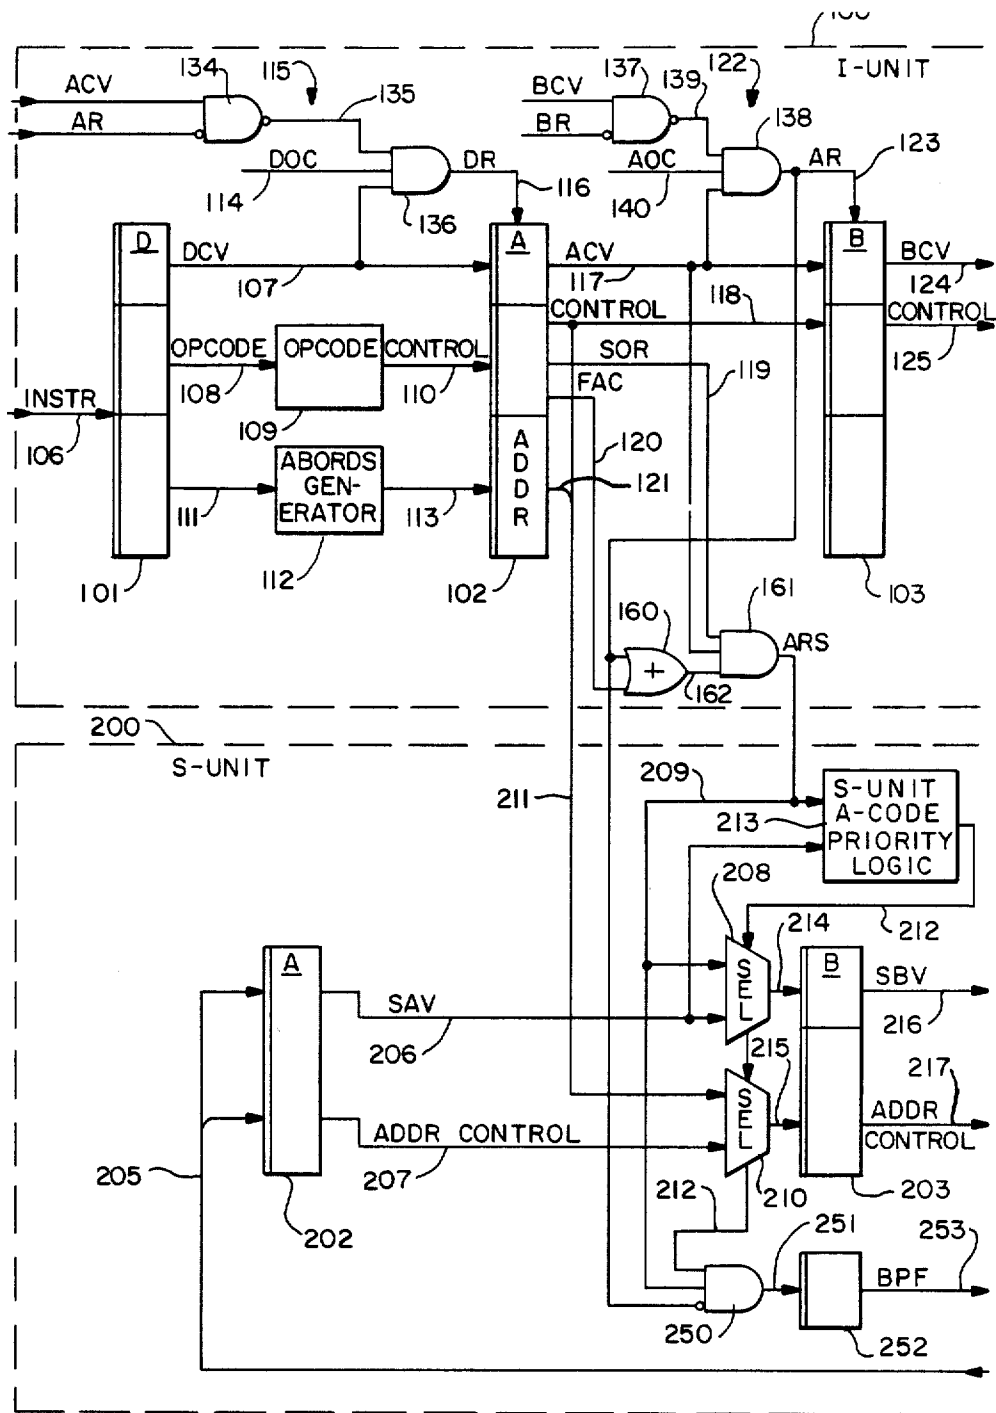 100
I-UNIT
ACV
134
115
135
AR
DOC
114
DR
116
136
BCV
137
139
122
BR
138
AOC
140
AR
123
D
DCV
107
A
ACV
117
B
BCV
124
CONTROL
118
CONTROL
125
OPCODE
108
OPCODE
109
CONTROL
110
SOR
119
FAC
120
INSTR
106
111
ABORDS
GEN-
ERATOR
112
113
ADDR
121
101
102
103
160
161
ARS
162
200
S-UNIT
209
211
213
S-UNIT
A-CODE
PRIORITY
LOGIC
208
212
214
A
SAV
206
SEL
B
SBV
216
215
217
ADDR CONTROL
207
SEL
ADDR
CONTROL
205
202
212
210
203
251
253
BPF
250
252